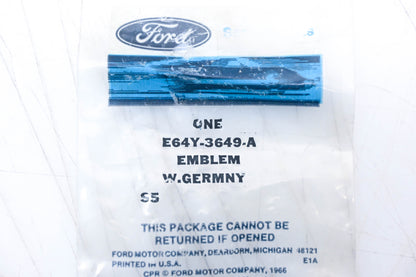 Ford
ONE
E64Y-3649-A
EMBLEM
W.GERMNY
S5
THIS PACKAGE CANNOT BE
RETURNED IF OPENED
FORD MOTOR COMPANY, DEARBORN, MICHIGAN 48121
PRINTED IN U.S.A. E1A
CPR © FORD MOTOR COMPANY, 1966